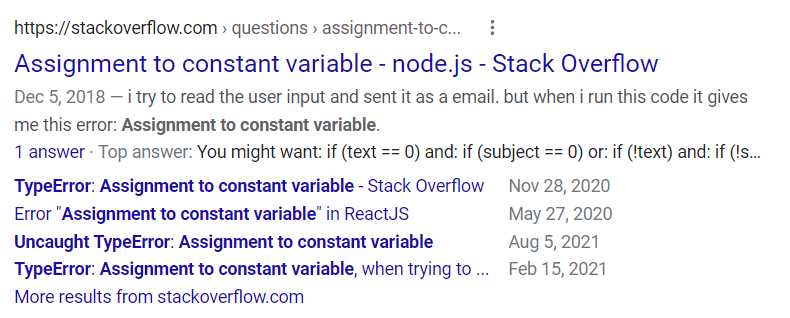 https://stackoverflow.com › questions › assignment-to-c...
Assignment to constant variable - node.js - Stack Overflow
Dec 5, 2018 — i try to read the user input and sent it as a email. but when i run this code it gives
me this error: Assignment to constant variable.
1 answer · Top answer: You might want: if (text == 0) and: if (subject == 0) or: if (!text) and: if (!s...
TypeError: Assignment to constant variable - Stack Overflow Nov 28, 2020
Error "Assignment to constant variable" in ReactJS May 27, 2020
Uncaught TypeError: Assignment to constant variable Aug 5, 2021
TypeError: Assignment to constant variable, when trying to ... Feb 15, 2021
More results from stackoverflow.com